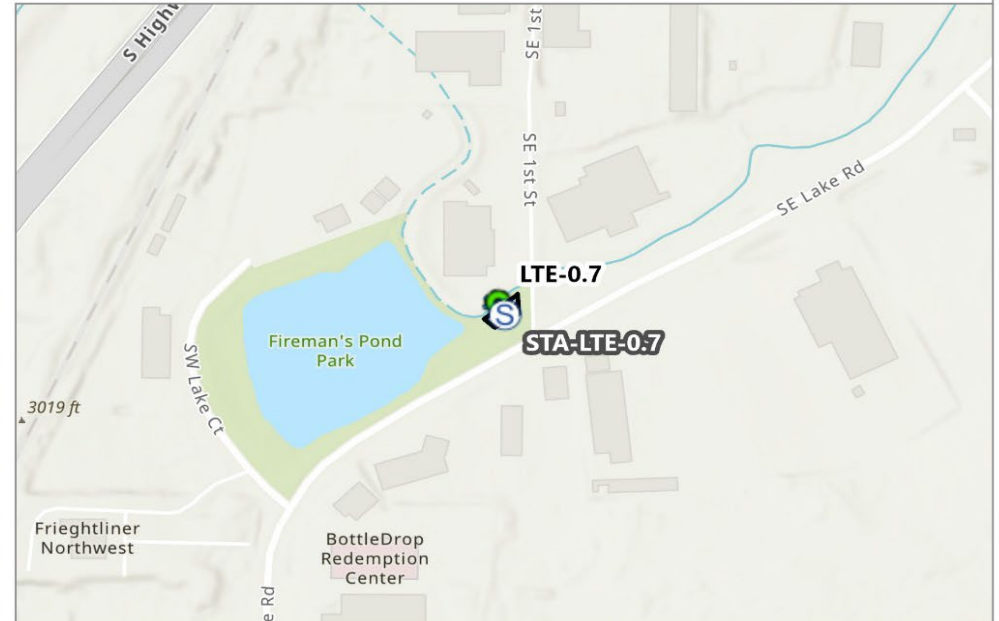 S Highw
SE 1st
SE 1st St
SE Lake Rd
LTE-0.7
STA-LTE-0.7
S
Fireman's Pond
Park
SW Lake Ct
3019 ft
Frieghtliner
Northwest
BottleDrop
Redemption
Center
e Rd